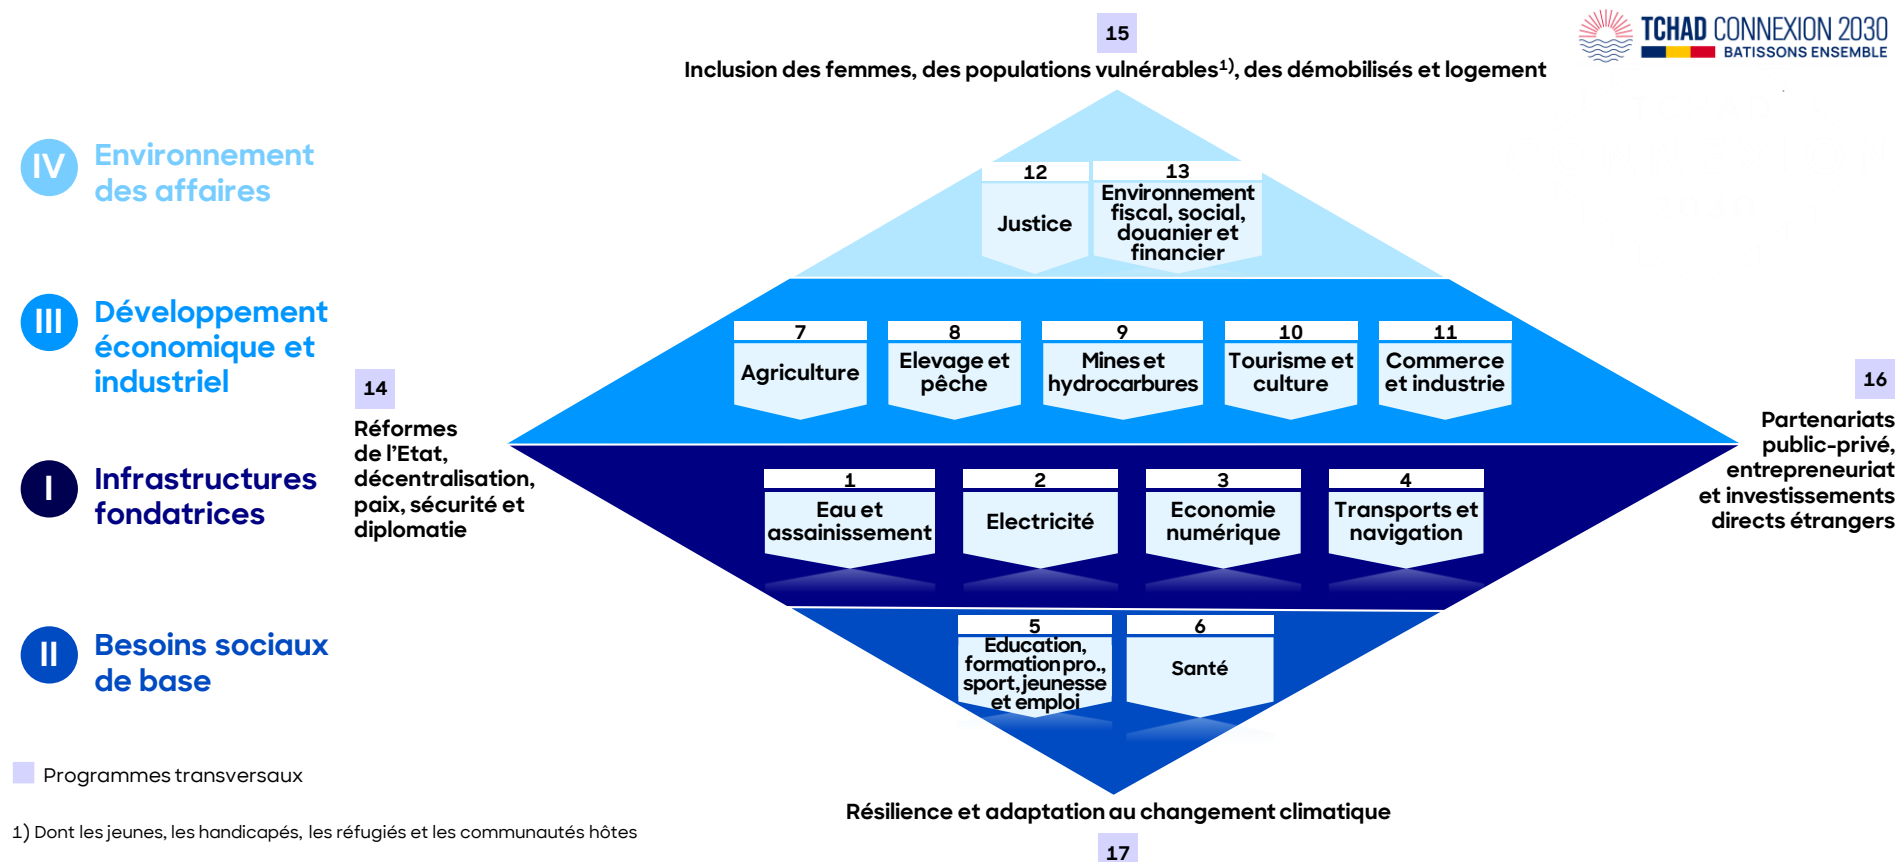 TCHAD CONNEXION 2030
BATISSONS ENSEMBLE
15
Inclusion des femmes, des populations vulnérables¹⁾, des démobilisés et logement
IV
Environnement
des affaires
12
Justice
13
Environnement
fiscal, social,
douanier et
financier
III
Développement
économique et
industriel
7
Agriculture
8
Elevage et
pêche
9
Mines et
hydrocarbures
10
Tourisme et
culture
11
Commerce
et industrie
14
Réformes
de l'Etat,
décentralisation,
paix, sécurité et
diplomatie
16
Partenariats
public-privé,
entrepreneuriat
et investissements
directs étrangers
I
Infrastructures
fondatrices
1
Eau et
assainissement
2
Electricité
3
Economie
numérique
4
Transports et
navigation
II
Besoins sociaux
de base
5
Education,
formation pro.,
sport, jeunesse
et emploi
6
Santé
Programmes transversaux
Résilience et adaptation au changement climatique
17
1) Dont les jeunes, les handicapés, les réfugiés et les communautés hôtes